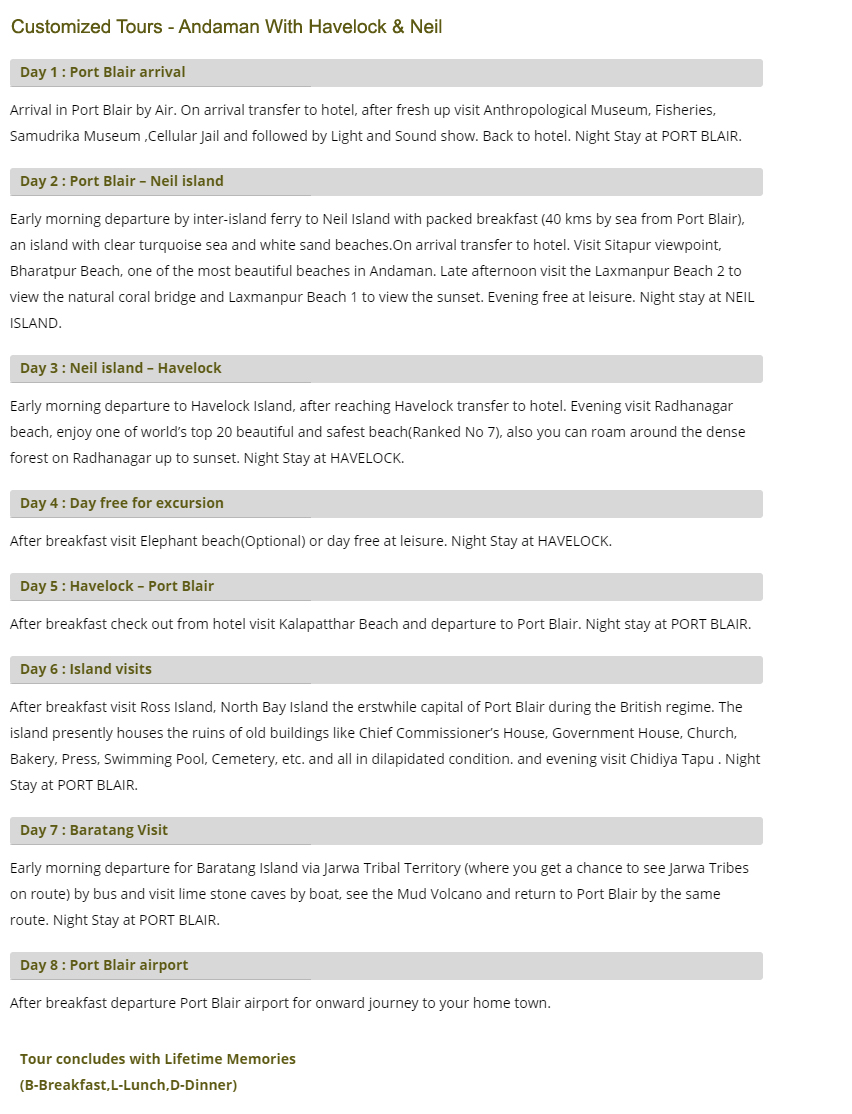 Customized Tours - Andaman With Havelock & Neil
Day 1 : Port Blair arrival
Arrival in Port Blair by Air. On arrival transfer to hotel, after fresh up visit Anthropological Museum, Fisheries,
Samudrika Museum ,Cellular Jail and followed by Light and Sound show. Back to hotel. Night Stay at PORT BLAIR.
Day 2 : Port Blair – Neil island
Early morning departure by inter-island ferry to Neil Island with packed breakfast (40 kms by sea from Port Blair),
an island with clear turquoise sea and white sand beaches.On arrival transfer to hotel. Visit Sitapur viewpoint,
Bharatpur Beach, one of the most beautiful beaches in Andaman. Late afternoon visit the Laxmanpur Beach 2 to
view the natural coral bridge and Laxmanpur Beach 1 to view the sunset. Evening free at leisure. Night stay at NEIL
ISLAND.
Day 3 : Neil island – Havelock
Early morning departure to Havelock Island, after reaching Havelock transfer to hotel. Evening visit Radhanagar
beach, enjoy one of world’s top 20 beautiful and safest beach(Ranked No 7), also you can roam around the dense
forest on Radhanagar up to sunset. Night Stay at HAVELOCK.
Day 4 : Day free for excursion
After breakfast visit Elephant beach(Optional) or day free at leisure. Night Stay at HAVELOCK.
Day 5 : Havelock – Port Blair
After breakfast check out from hotel visit Kalapatthar Beach and departure to Port Blair. Night stay at PORT BLAIR.
Day 6 : Island visits
After breakfast visit Ross Island, North Bay Island the erstwhile capital of Port Blair during the British regime. The
island presently houses the ruins of old buildings like Chief Commissioner’s House, Government House, Church,
Bakery, Press, Swimming Pool, Cemetery, etc. and all in dilapidated condition. and evening visit Chidiya Tapu . Night
Stay at PORT BLAIR.
Day 7 : Baratang Visit
Early morning departure for Baratang Island via Jarwa Tribal Territory (where you get a chance to see Jarwa Tribes
on route) by bus and visit lime stone caves by boat, see the Mud Volcano and return to Port Blair by the same
route. Night Stay at PORT BLAIR.
Day 8 : Port Blair airport
After breakfast departure Port Blair airport for onward journey to your home town.
Tour concludes with Lifetime Memories
(B-Breakfast,L-Lunch,D-Dinner)